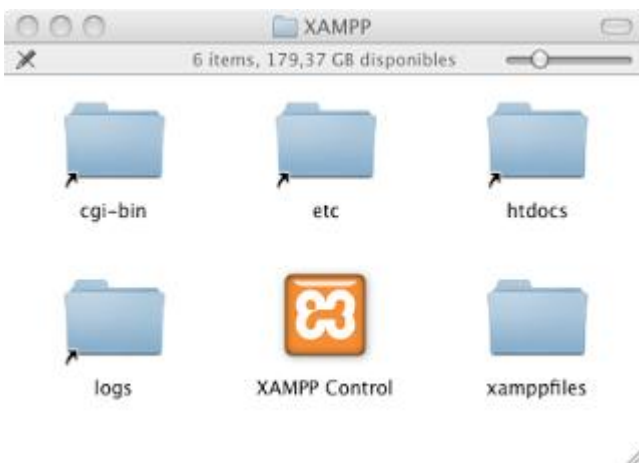 XAMPP
6 items, 179,37 GB disponibles
cgi-bin etc htdocs
logs XAMPP Control xamppfiles